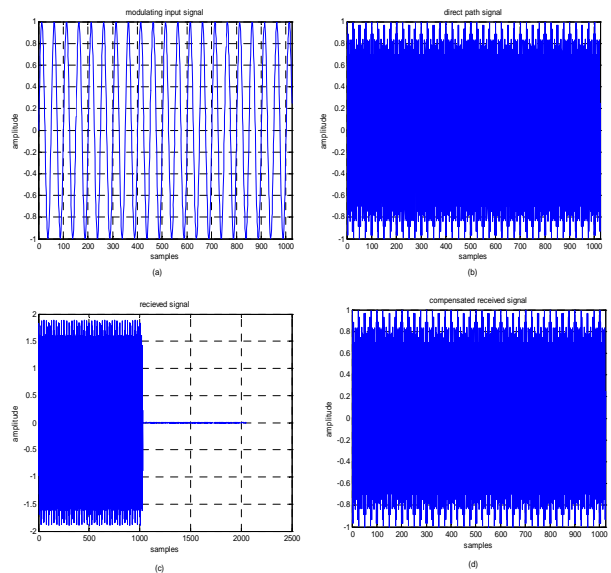 modulating input signal
1
0.8
0.6
0.4
0.2
0
-0.2
-0.4
-0.6
-0.8
-1
amplitude
0 100 200 300 400 500 600 700 800 900 1000
samples
(a)
direct path signal
1
0.8
0.6
0.4
0.2
0
-0.2
-0.4
-0.6
-0.8
-1
amplitude
0 100 200 300 400 500 600 700 800 900 1000
samples
(b)
recieved signal
2
1.5
1
0.5
0
-0.5
-1
-1.5
-2
amplitude
0 500 1000 1500 2000 2500
samples
(c)
compensated received signal
1
0.8
0.6
0.4
0.2
0
-0.2
-0.4
-0.6
-0.8
-1
amplitude
0 100 200 300 400 500 600 700 800 900 1000
samples
(d)